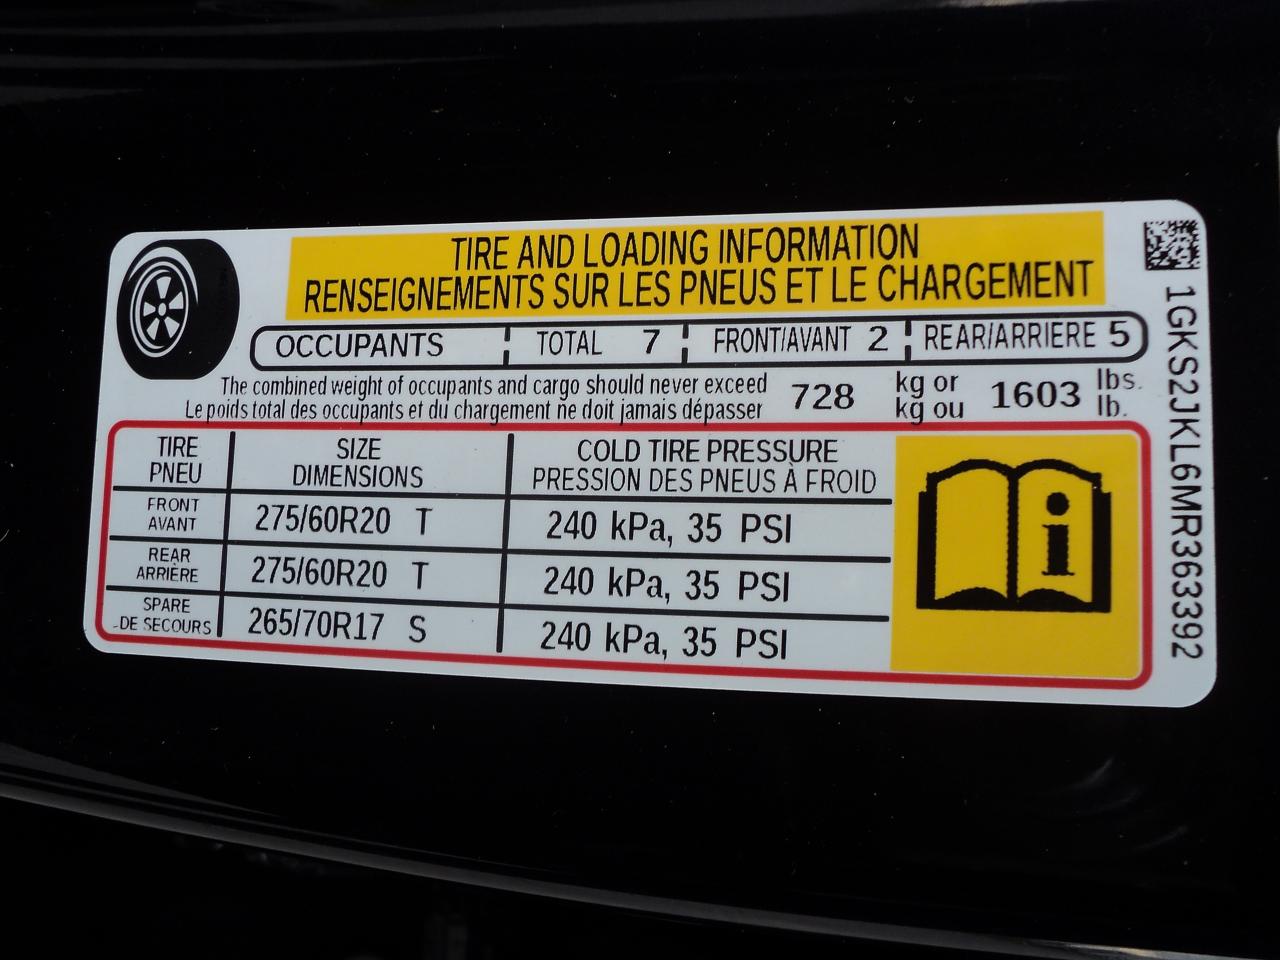 TIRE AND LOADING INFORMATION
RENSEIGNEMENTS SUR LES PNEUS ET LE CHARGEMENT
OCCUPANTS TOTAL 7 FRONT/AVANT 2 REAR/ARRIERE 5
The combined weight of occupants and cargo should never exceed 728 kg or 1603 lbs.
Le poids total des occupants et du chargement ne doit jamais dépasser kg ou lb.
TIRE SIZE COLD TIRE PRESSURE
PNEU DIMENSIONS PRESSION DES PNEUS À FROID
FRONT
AVANT 275/60R20 T 240 kPa, 35 PSI
REAR
ARRIÈRE 275/60R20 T 240 kPa, 35 PSI
SPARE
DE SECOURS 265/70R17 S 240 kPa, 35 PSI
i
1GKS2JKL6MR363392